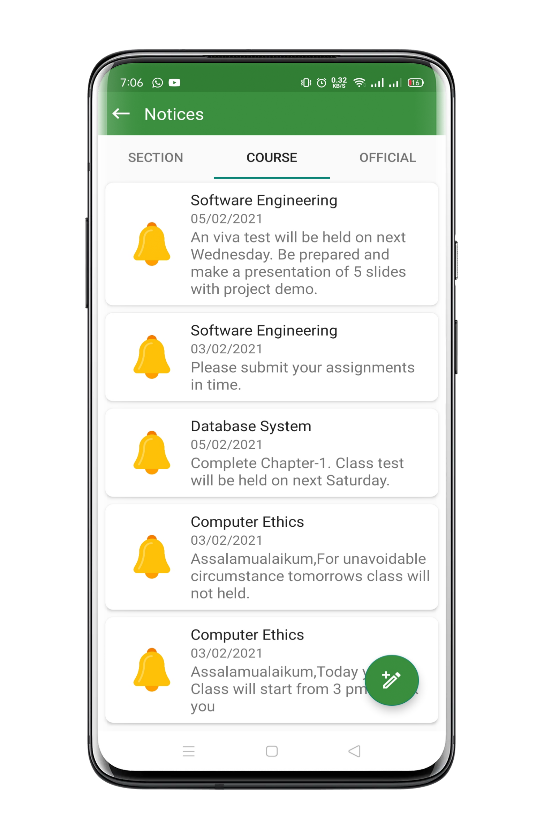 7:06 0.32 KB/S 16
Notices
SECTION COURSE OFFICIAL
Software Engineering
05/02/2021
An viva test will be held on next
Wednesday. Be prepared and
make a presentation of 5 slides
with project demo.
Software Engineering
03/02/2021
Please submit your assignments
in time.
Database System
05/02/2021
Complete Chapter-1. Class test
will be held on next Saturday.
Computer Ethics
03/02/2021
Assalamualaikum,For unavoidable
circumstance tomorrows class will
not held.
Computer Ethics
03/02/2021
Assalamualaikum,Today
Class will start from 3 pm
you